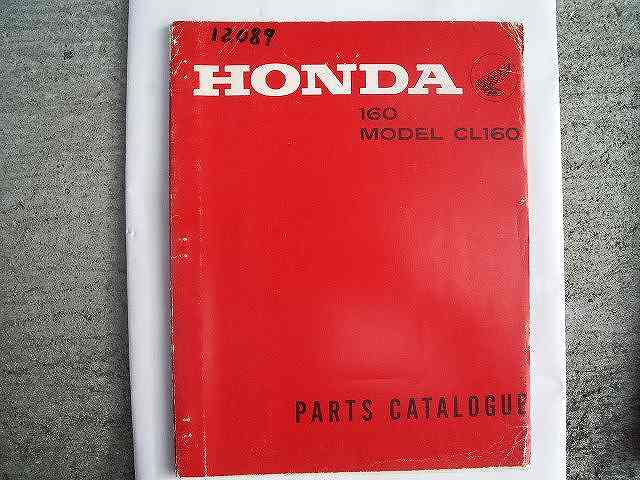 12089
HONDA
160
MODEL CL160
PARTS CATALOGUE